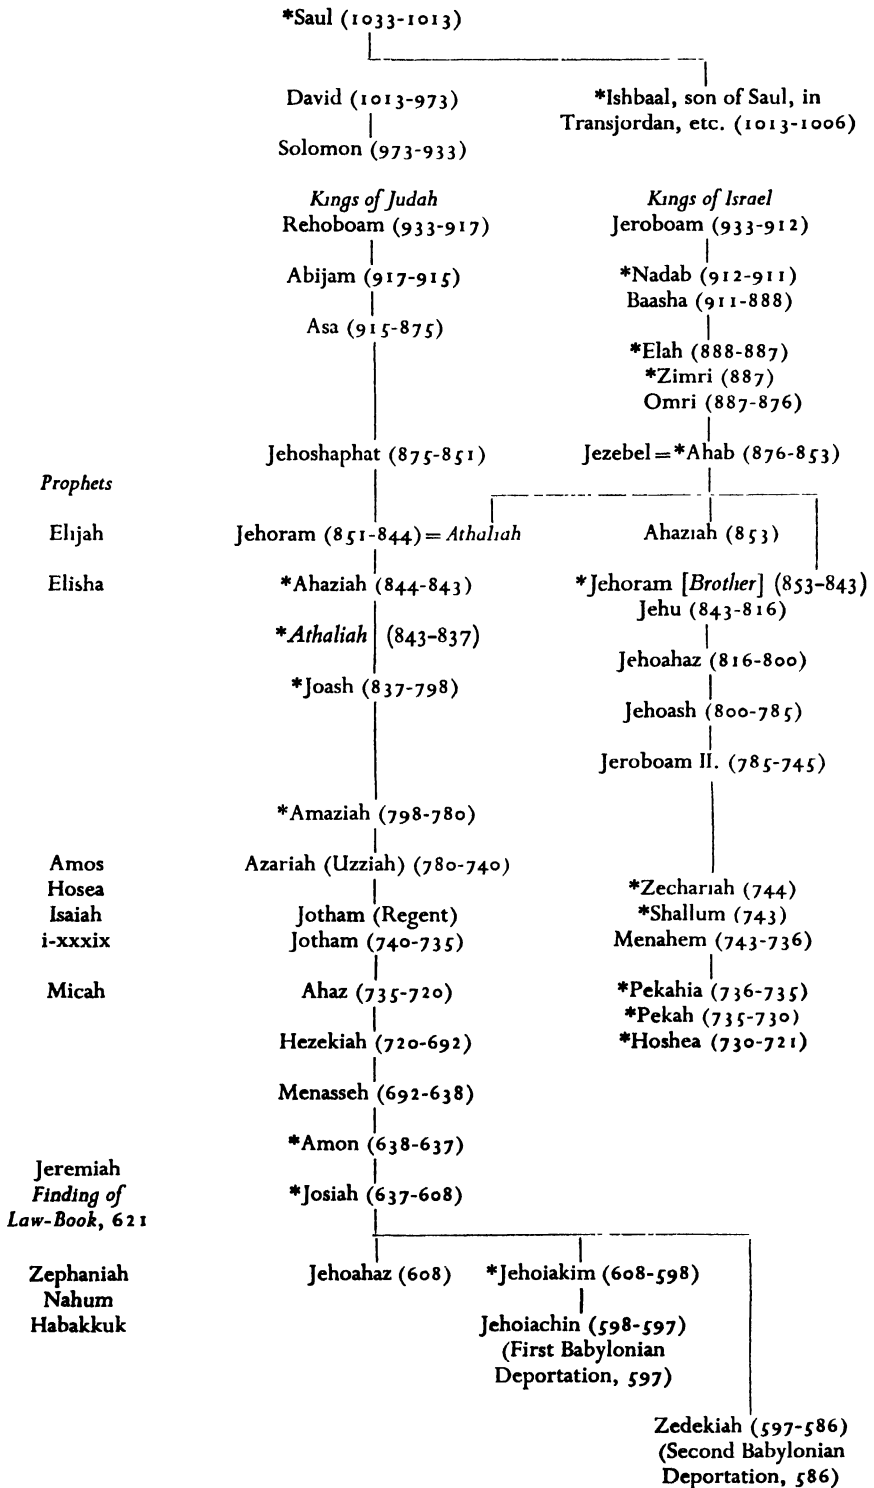 *Saul (1033-1013)
David (1013-973)
*Ishbaal, son of Saul, in
Transjordan, etc. (1013-1006)
Solomon (973-933)
Kings of Judah
Kings of Israel
Rehoboam (933-917)
Jeroboam (933-912)
Abijam (917-915)
*Nadab (912-911)
Baasha (911-888)
Asa (915-875)
*Elah (888-887)
*Zimri (887)
Omri (887-876)
Jehoshaphat (875-851)
Jezebel=*Ahab (876-853)
Prophets
Elijah
Jehoram (851-844)=Athaliah
Ahaziah (853)
Elisha
*Ahaziah (844-843)
*Jehoram [Brother] (853-843)
Jehu (843-816)
*Athaliah (843-837)
Jehoahaz (816-800)
*Joash (837-798)
Jehoash (800-785)
Jeroboam II. (785-745)
*Amaziah (798-780)
Amos
Azariah (Uzziah) (780-740)
Hosea
*Zechariah (744)
Isaiah
Jotham (Regent)
*Shallum (743)
i-xxxix
Jotham (740-735)
Menahem (743-736)
Micah
Ahaz (735-720)
*Pekahia (736-735)
*Pekah (735-730)
Hezekiah (720-692)
*Hoshea (730-721)
Menasseh (692-638)
*Amon (638-637)
Jeremiah
Finding of
*Josiah (637-608)
Law-Book, 621
Zephaniah
Jehoahaz (608)
*Jehoiakim (608-598)
Nahum
Habakkuk
Jehoiachin (598-597)
(First Babylonian
Deportation, 597)
Zedekiah (597-586)
(Second Babylonian
Deportation, 586)